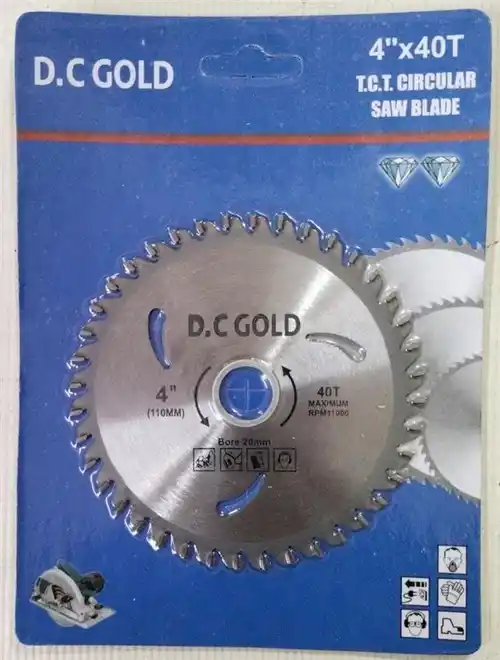 D.C GOLD
4"x40T
T.C.T. CIRCULAR
SAW BLADE
D.C GOLD
4"
(110MM)
40T
MAXIMUM
RPM11000
Bore 20mm